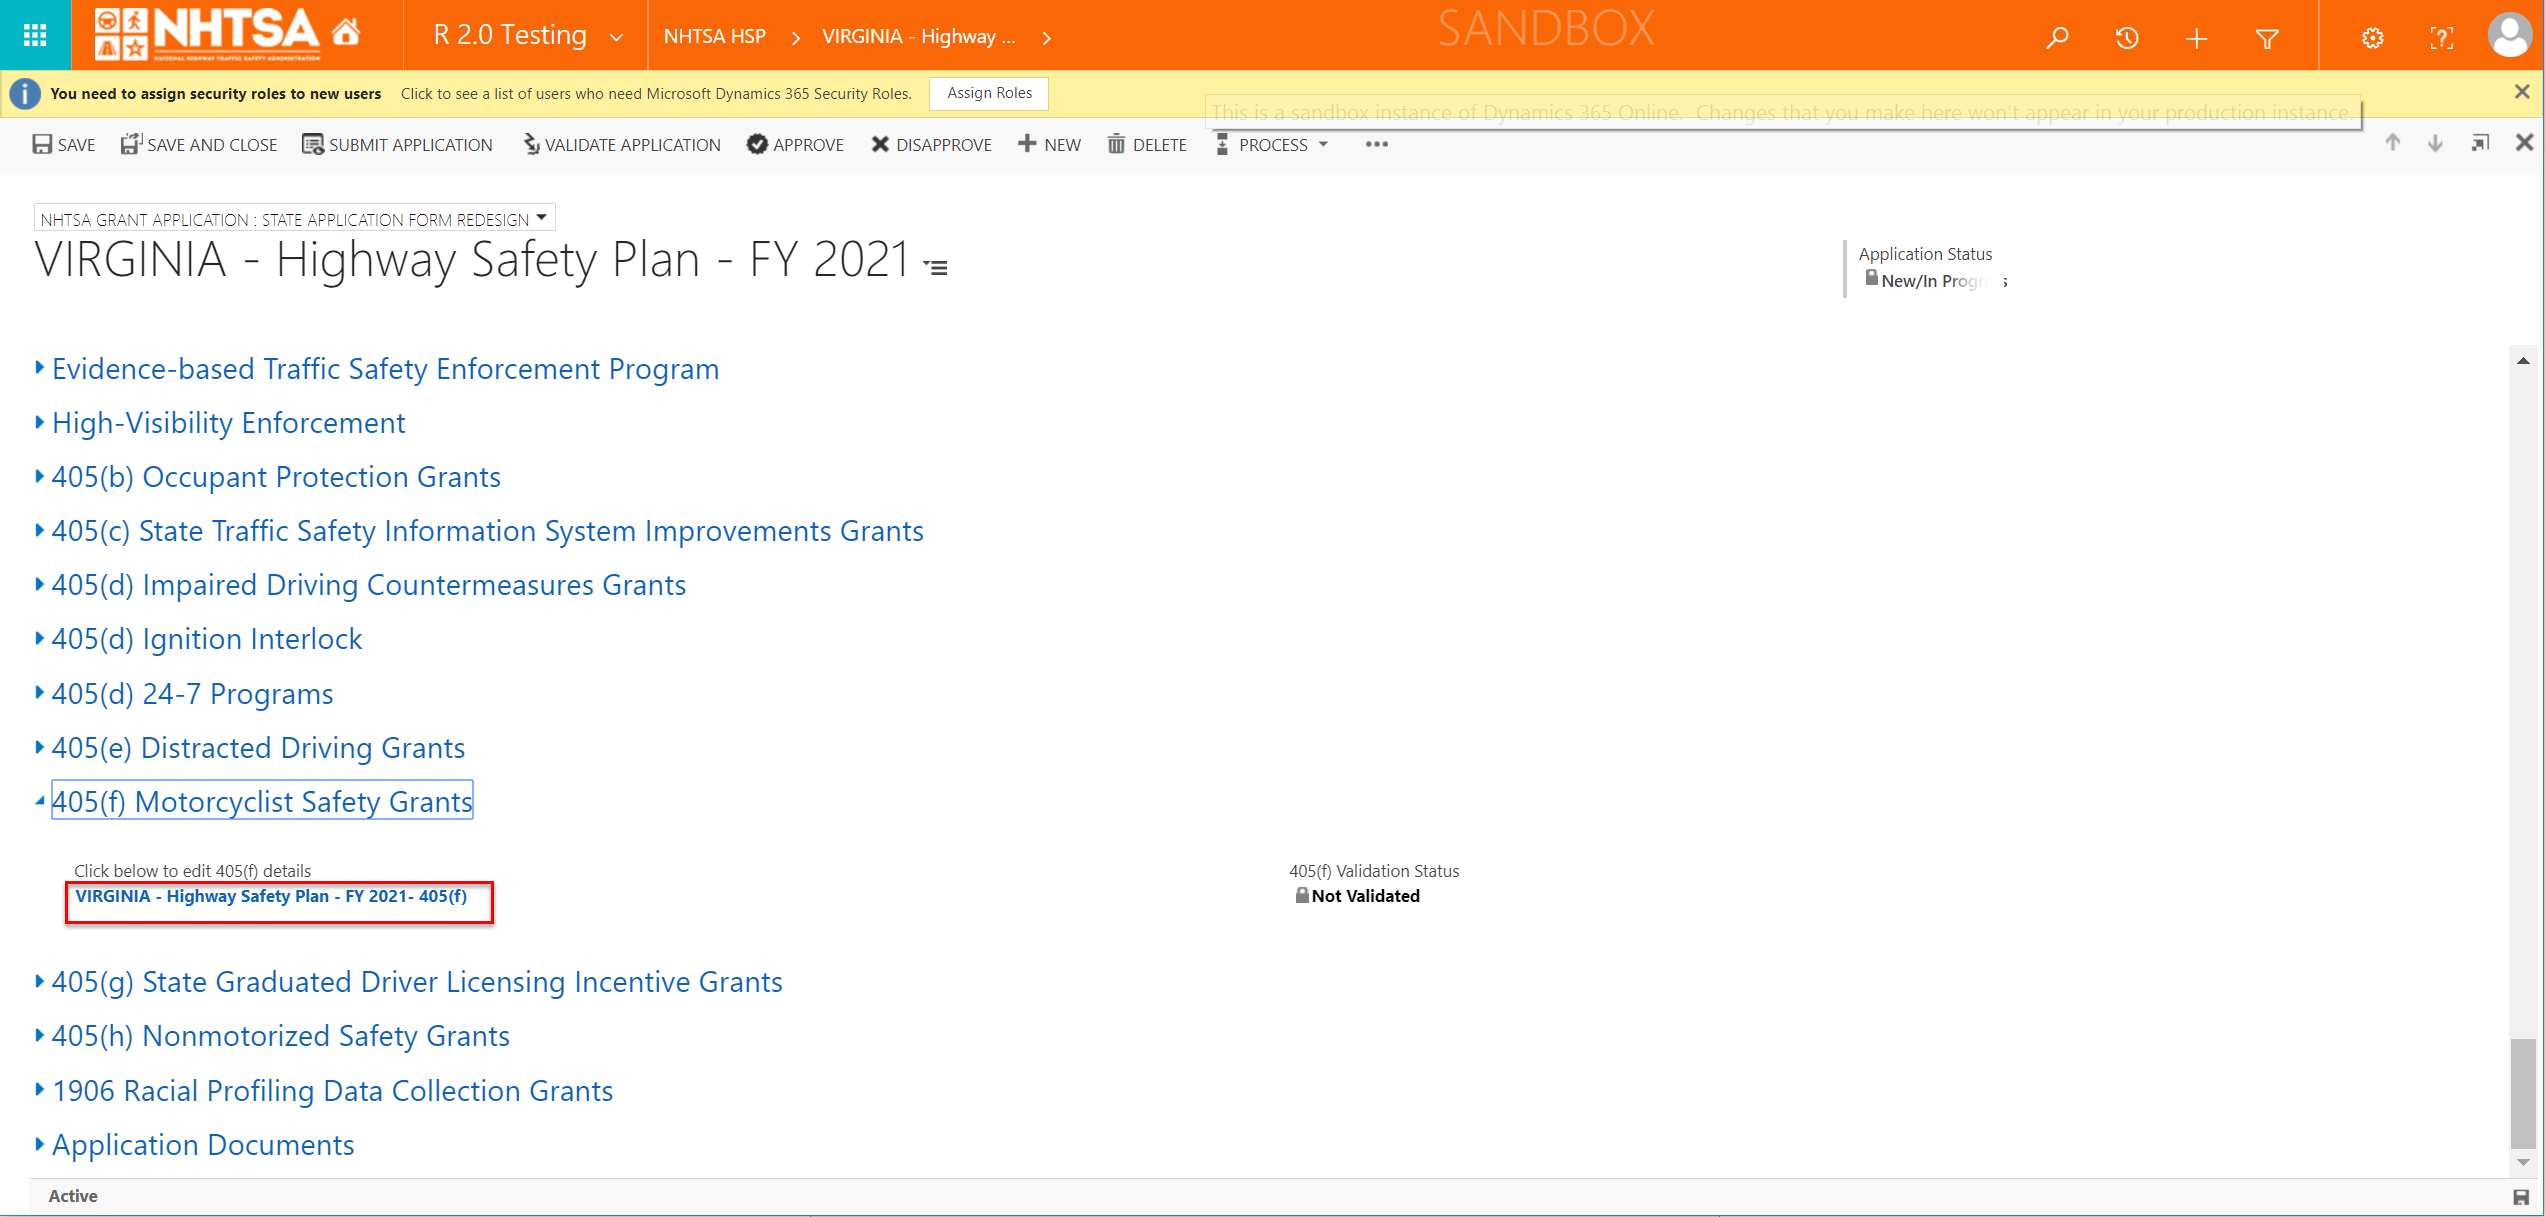 NHTSA
NATIONAL HIGHWAY TRAFFIC SAFETY ADMINISTRATION
R 2.0 Testing
NHTSA HSP
VIRGINIA - Highway ...
SANDBOX
You need to assign security roles to new users
Click to see a list of users who need Microsoft Dynamics 365 Security Roles.
Assign Roles
This is a sandbox instance of Dynamics 365 Online. Changes that you make here won't appear in your production instance.
SAVE
SAVE AND CLOSE
SUBMIT APPLICATION
VALIDATE APPLICATION
APPROVE
DISAPPROVE
NEW
DELETE
PROCESS
NHTSA GRANT APPLICATION : STATE APPLICATION FORM REDESIGN
VIRGINIA - Highway Safety Plan - FY 2021
Application Status
New/In Progres s
Evidence-based Traffic Safety Enforcement Program
High-Visibility Enforcement
405(b) Occupant Protection Grants
405(c) State Traffic Safety Information System Improvements Grants
405(d) Impaired Driving Countermeasures Grants
405(d) Ignition Interlock
405(d) 24-7 Programs
405(e) Distracted Driving Grants
405(f) Motorcyclist Safety Grants
Click below to edit 405(f) details
VIRGINIA - Highway Safety Plan - FY 2021- 405(f)
405(f) Validation Status
Not Validated
405(g) State Graduated Driver Licensing Incentive Grants
405(h) Nonmotorized Safety Grants
1906 Racial Profiling Data Collection Grants
Application Documents
Active